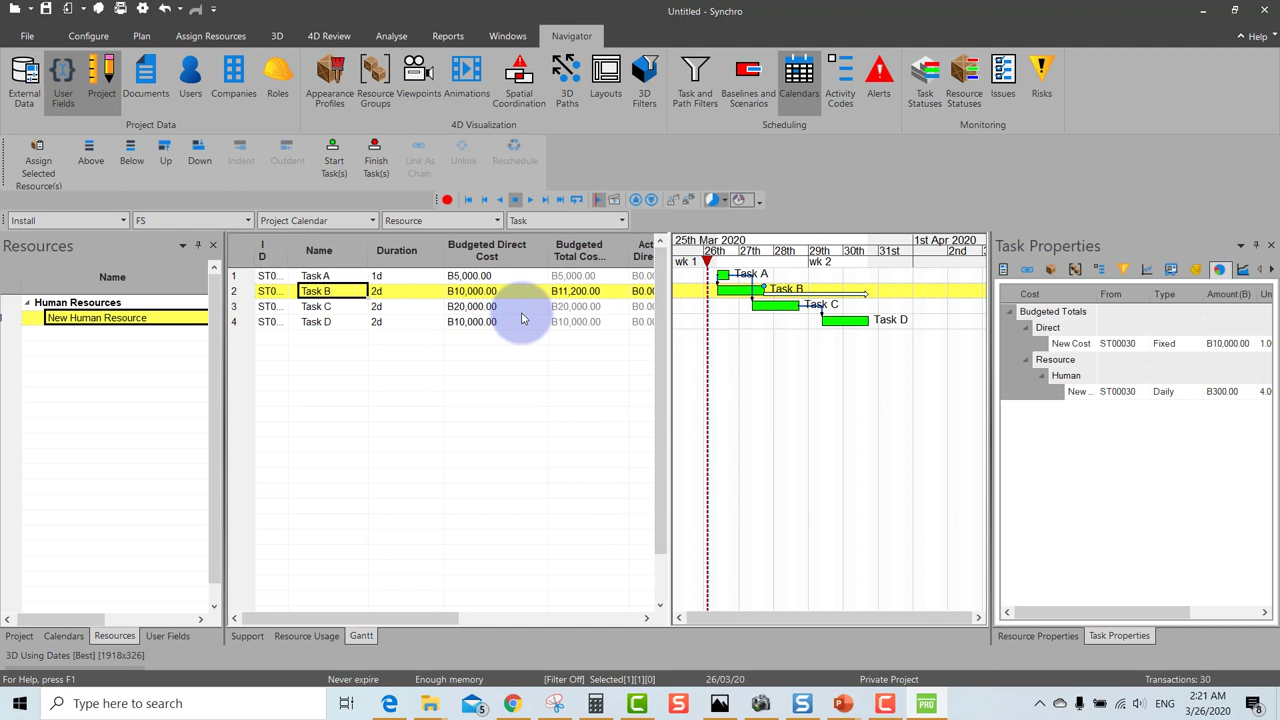 Untitled - Synchro
File Configure Plan Assign Resources 3D 4D Review Analyse Reports Windows Navigator Help
External Data User Fields Project Documents Users Companies Roles Appearance Profiles Resource Groups Viewpoints Animations Spatial Coordination 3D Paths Layouts 3D Filters Task and Path Filters Baselines and Scenarios Calendars Activity Codes Alerts Task Statuses Resource Statuses Issues Risks
Project Data 4D Visualization Scheduling Monitoring
Assign Selected Resource(s) Above Below Up Down Indent Outdent Start Task(s) Finish Task(s) Link As Chain Unlink Reschedule
Install FS Project Calendar Resource Task
Resources
Name
Human Resources
New Human Resource
I D Name Duration Budgeted Direct Cost Budgeted Total Cos... Act Direc
1 ST0... Task A 1d B5,000.00 B5,000.00 B0.00
2 ST0... Task B 2d B10,000.00 B11,200.00 B0.00
3 ST0... Task C 2d B20,000.00 B20,000.00 B0.00
4 ST0... Task D 2d B10,000.00 B10,000.00 B0.00
25th Mar 2020 1st Apr 2020
26th 27th 28th 29th 30th 31st 2nd
wk 1 wk 2
Task A
Task B
Task C
Task D
Task Properties
Cost From Type Amount (B) Un
Budgeted Totals
Direct
New Cost ST00030 Fixed B10,000.00 1.0
Resource
Human
New ... ST00030 Daily B300.00 4.0
Project Calendars Resources User Fields Support Resource Usage Gantt Resource Properties Task Properties
3D Using Dates [Best] [1918x326]
For Help, press F1 Never expire Enough memory [Filter Off] Selected[1][1][0] 26/03/20 Private Project Transactions: 30
Type here to search
5
PRO
ENG
2:21 AM
3/26/2020
8